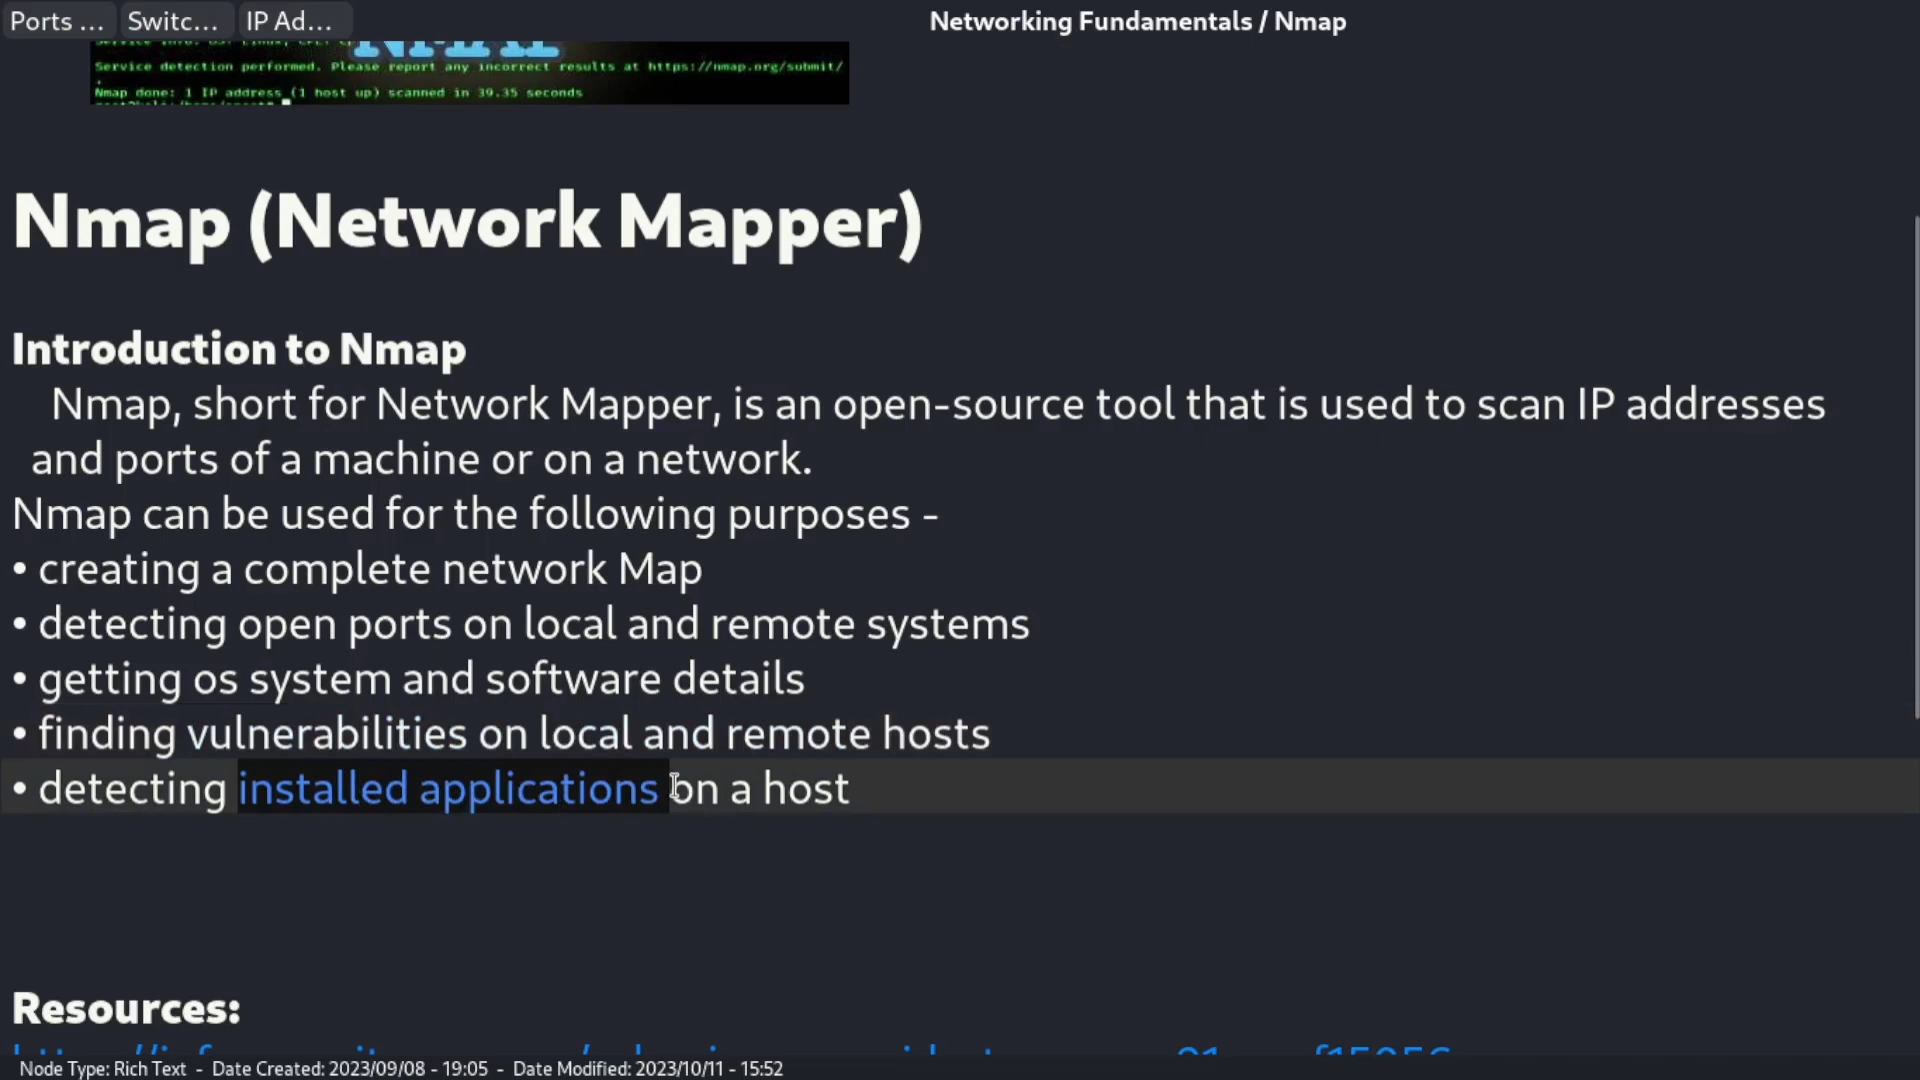 Ports ... Switc... IP Ad... Networking Fundamentals / Nmap
Service detection performed. Please report any incorrect results at https://nmap.org/submit/
.
Nmap done: 1 IP address (1 host up) scanned in 39.35 seconds
Nmap (Network Mapper)
Introduction to Nmap
Nmap, short for Network Mapper, is an open-source tool that is used to scan IP addresses
and ports of a machine or on a network.
Nmap can be used for the following purposes -
• creating a complete network Map
• detecting open ports on local and remote systems
• getting os system and software details
• finding vulnerabilities on local and remote hosts
• detecting installed applications on a host
Resources:
Node Type: Rich Text - Date Created: 2023/09/08 - 19:05 - Date Modified: 2023/10/11 - 15:52